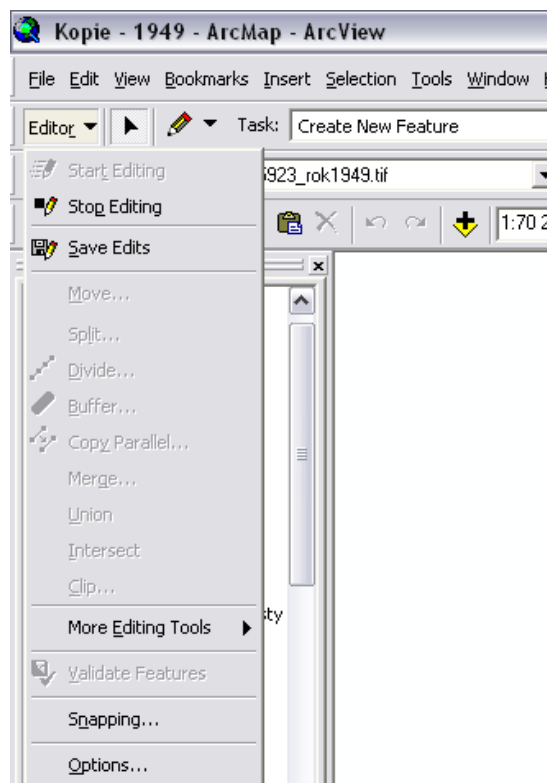 Kopie - 1949 - ArcMap - ArcView
File Edit View Bookmarks Insert Selection Tools Window
Editor Task: Create New Feature
Start Editing
5923_rok1949.tif
Stop Editing
1:70 2
Save Edits
Move...
Split...
Divide...
Buffer...
Copy Parallel...
Merge...
Union
Intersect
Clip...
More Editing Tools
sty
Validate Features
Snapping...
Options...